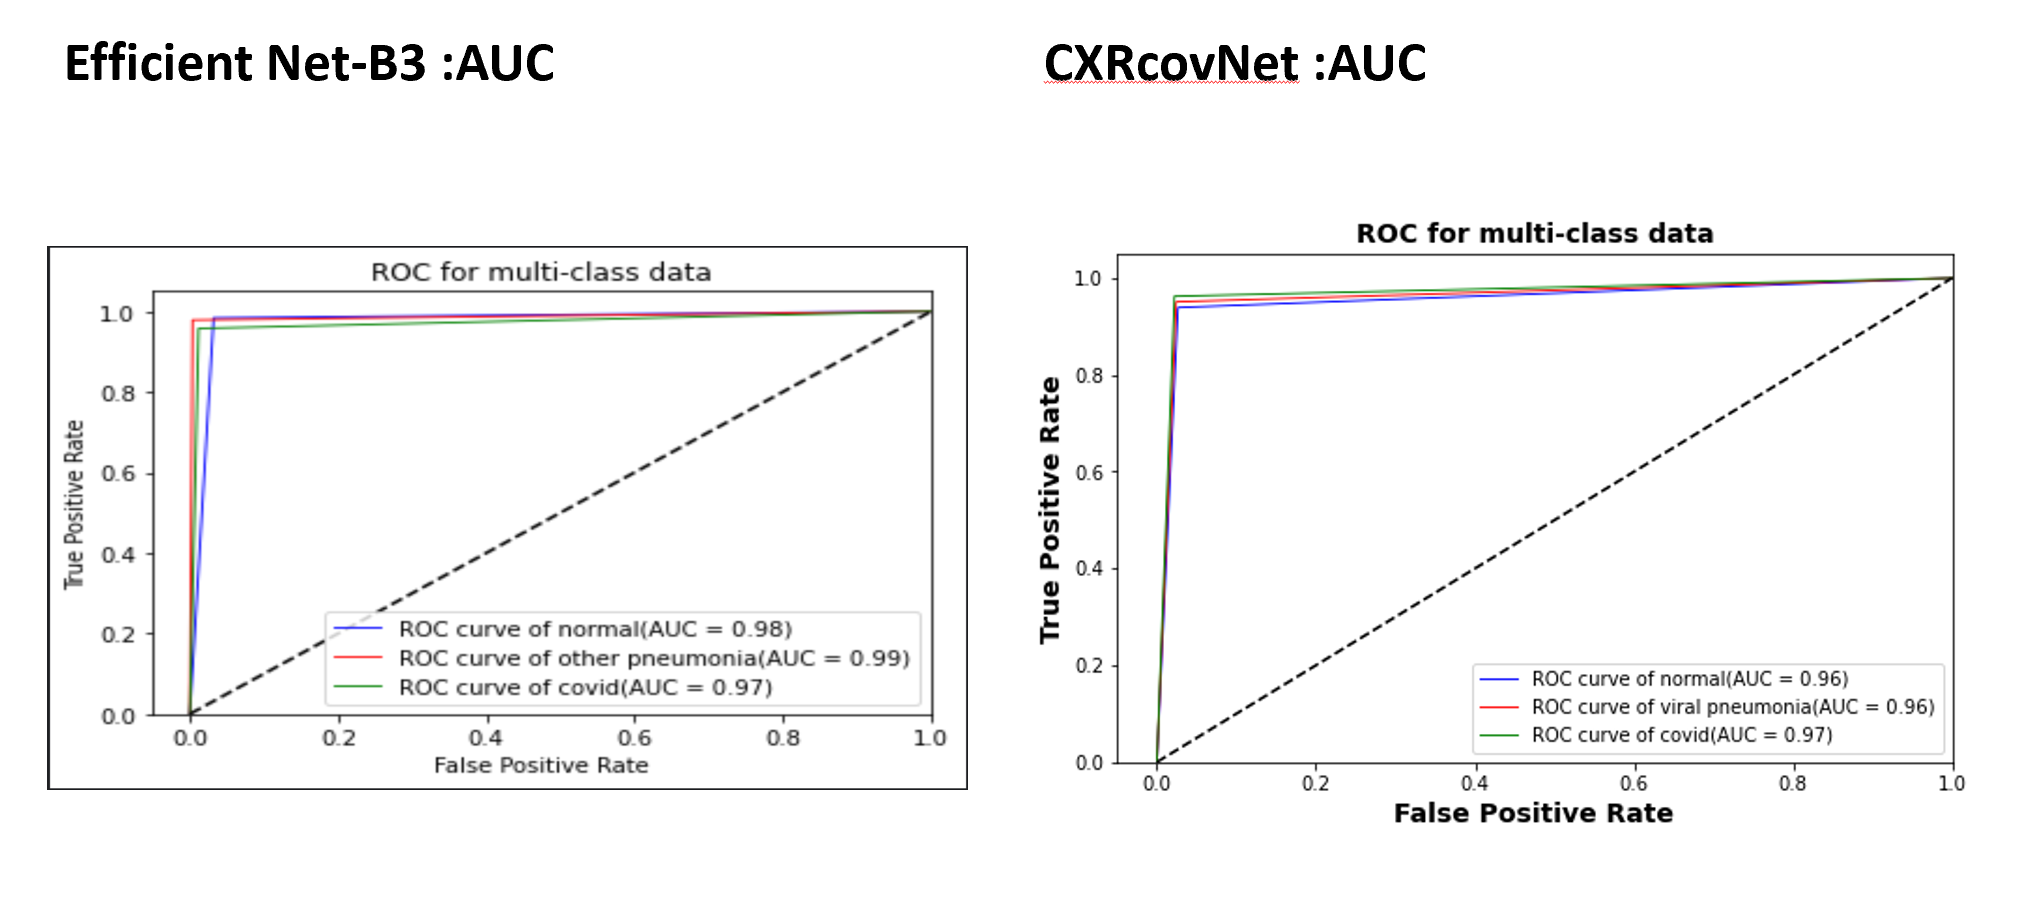 Efficient Net-B3 :AUC
CXRcovNet :AUC
ROC for multi-class data
True Positive Rate
1.0
0.8
0.6
0.4
0.2
0.0
ROC curve of normal(AUC = 0.98)
ROC curve of other pneumonia(AUC = 0.99)
ROC curve of covid(AUC = 0.97)
0.0 0.2 0.4 0.6 0.8 1.0
False Positive Rate
ROC for multi-class data
True Positive Rate
1.0
0.8
0.6
0.4
0.2
0.0
ROC curve of normal(AUC = 0.96)
ROC curve of viral pneumonia(AUC = 0.96)
ROC curve of covid(AUC = 0.97)
0.0 0.2 0.4 0.6 0.8 1.0
False Positive Rate